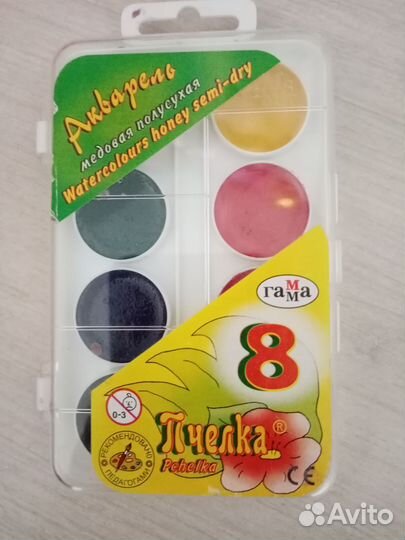 Акварель
медовая полусухая
Watercolours honey semi-dry
гамма
8
0-3
Пчелка ®
Pchelka
РЕКОМЕНДОВАНО ПЕДАГОГАМИ
CE
Avito